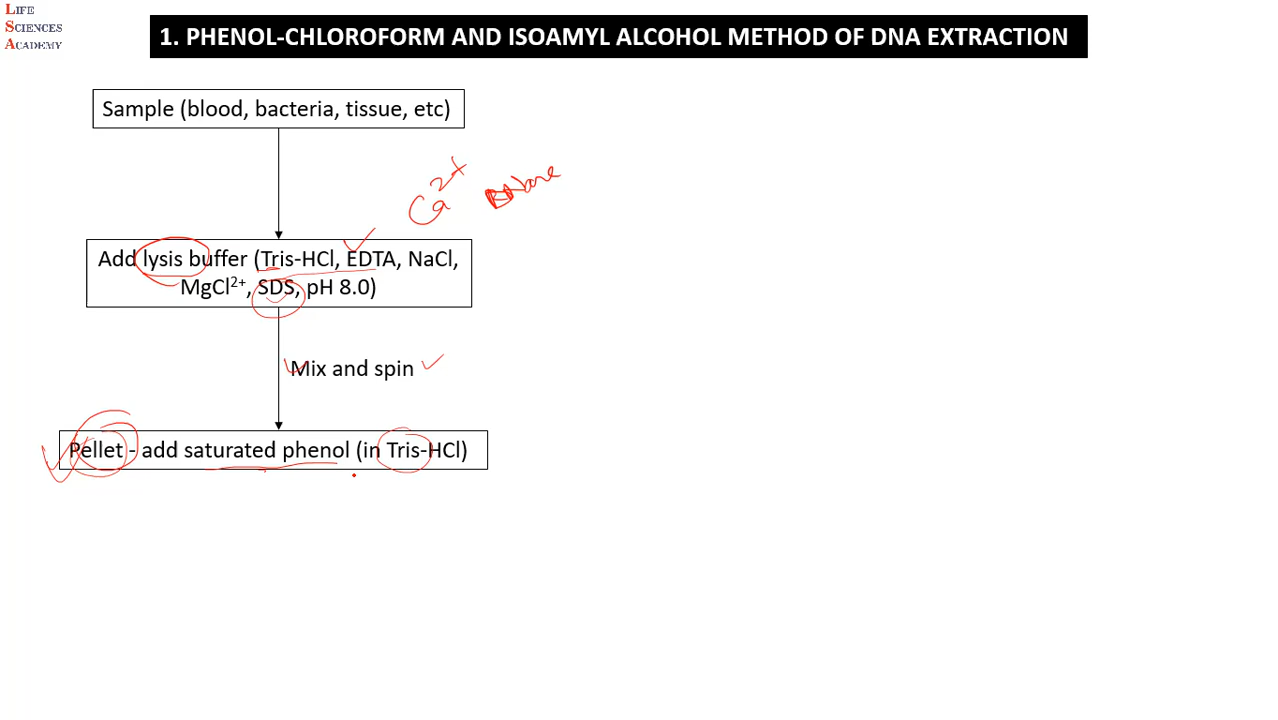 LIFE
SCIENCES
ACADEMY
1. PHENOL-CHLOROFORM AND ISOAMYL ALCOHOL METHOD OF DNA EXTRACTION
Sample (blood, bacteria, tissue, etc)
Ca2+
Add lysis buffer (Tris-HCl, EDTA, NaCl,
MgCl2+, SDS, pH 8.0)
Mix and spin
Pellet - add saturated phenol (in Tris-HCl)